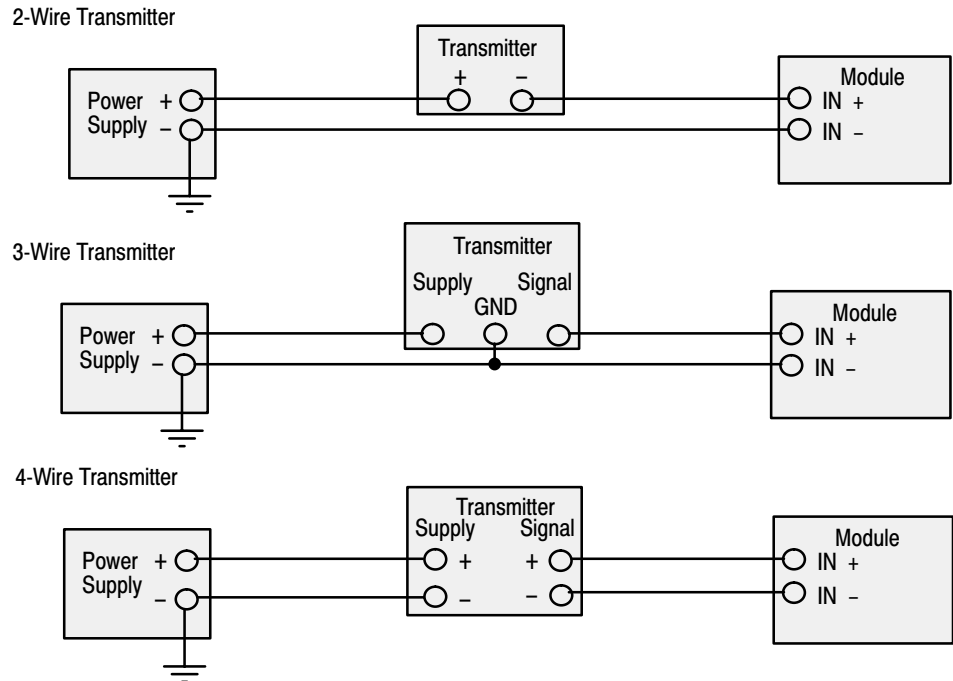 2-Wire Transmitter
Transmitter
+ –
Module
Power + IN +
Supply – IN –
3-Wire Transmitter
Transmitter
Supply Signal
GND
Module
Power + IN +
Supply – IN –
4-Wire Transmitter
Transmitter
Supply Signal
Module
Power + + + IN +
Supply
– – – IN –